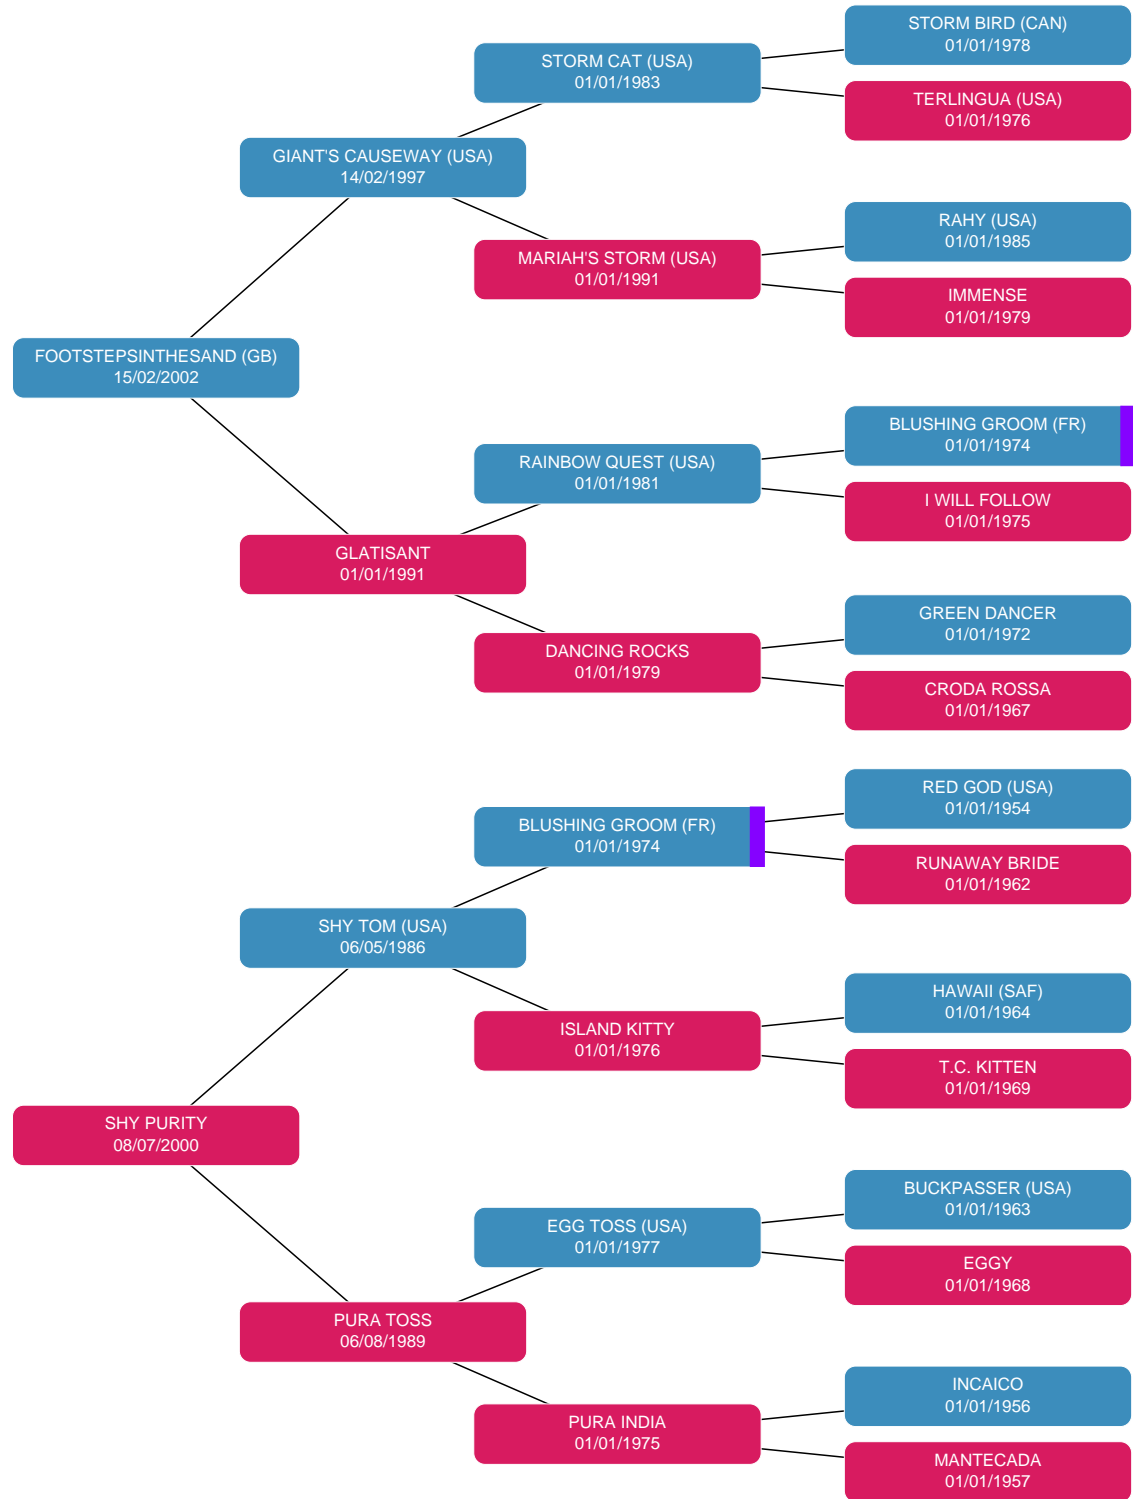 STORM BIRD (CAN)
01/01/1978
STORM CAT (USA)
01/01/1983
TERLINGUA (USA)
01/01/1976
GIANT'S CAUSEWAY (USA)
14/02/1997
RAHY (USA)
01/01/1985
MARIAH'S STORM (USA)
01/01/1991
IMMENSE
01/01/1979
FOOTSTEPSINTHESAND (GB)
15/02/2002
BLUSHING GROOM (FR)
01/01/1974
RAINBOW QUEST (USA)
01/01/1981
I WILL FOLLOW
01/01/1975
GLATISANT
01/01/1991
GREEN DANCER
01/01/1972
DANCING ROCKS
01/01/1979
CRODA ROSSA
01/01/1967
RED GOD (USA)
01/01/1954
BLUSHING GROOM (FR)
01/01/1974
RUNAWAY BRIDE
01/01/1962
SHY TOM (USA)
06/05/1986
HAWAII (SAF)
01/01/1964
ISLAND KITTY
01/01/1976
T.C. KITTEN
01/01/1969
SHY PURITY
08/07/2000
BUCKPASSER (USA)
01/01/1963
EGG TOSS (USA)
01/01/1977
EGGY
01/01/1968
PURA TOSS
06/08/1989
INCAICO
01/01/1956
PURA INDIA
01/01/1975
MANTECADA
01/01/1957